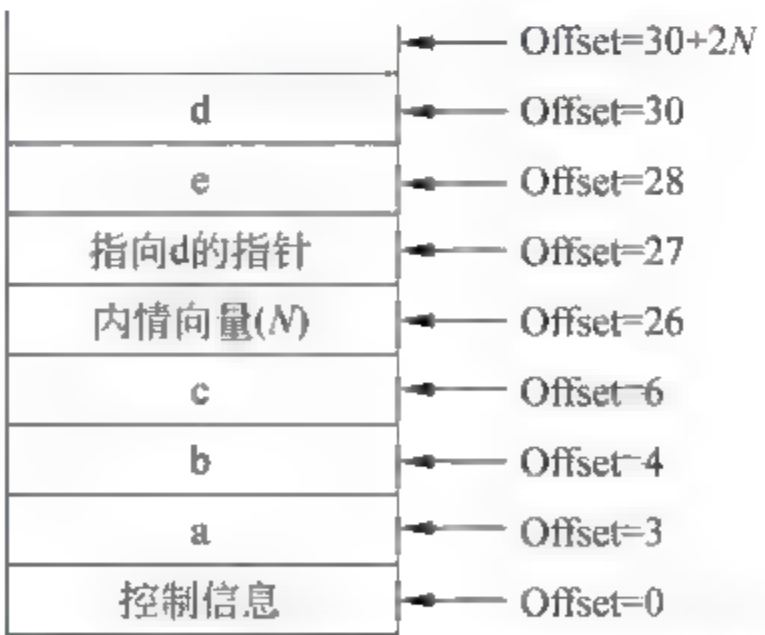 Offset=30+2N
d Offset=30
e Offset=28
指向d的指针 Offset=27
内情向量(N) Offset=26
c Offset=6
b Offset=4
a Offset=3
控制信息 Offset=0